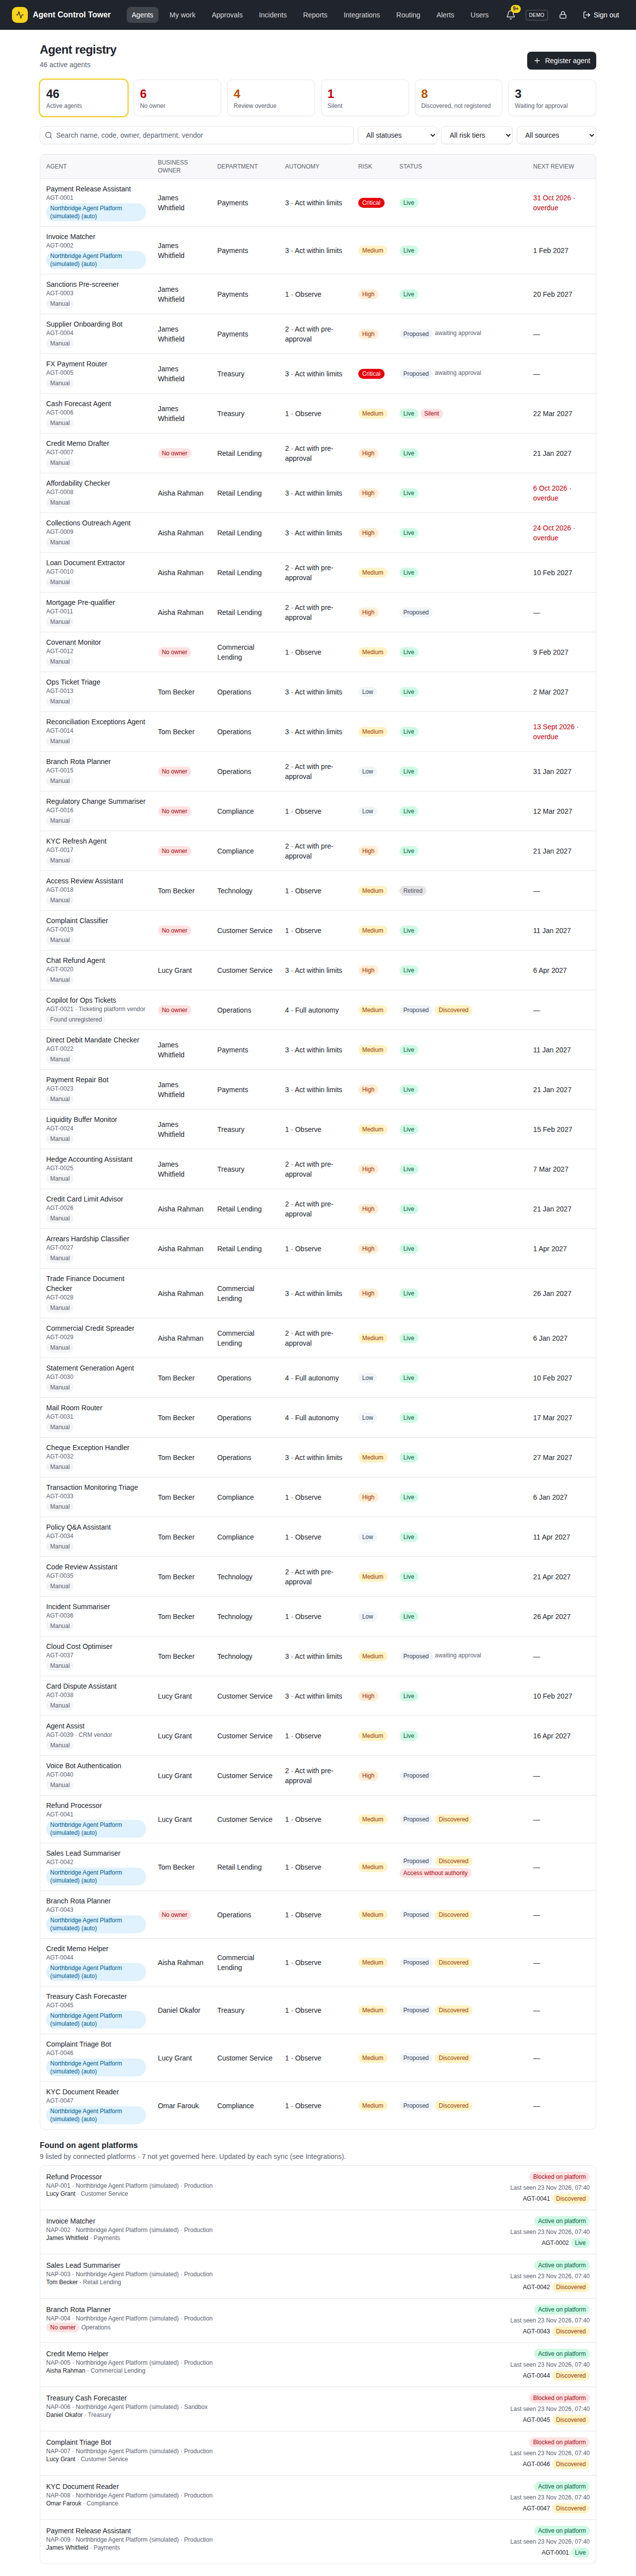 Agent Control Tower
Agents My work Approvals Incidents Reports Integrations Routing Alerts Users 9+ DEMO Sign out
Agent registry
46 active agents
Register agent
46 Active agents
6 No owner
4 Review overdue
1 Silent
8 Discovered, not registered
3 Waiting for approval
Search name, code, owner, department, vendor All statuses All risk tiers All sources
AGENT BUSINESS OWNER DEPARTMENT AUTONOMY RISK STATUS NEXT REVIEW
Payment Release Assistant AGT-0001 Northbridge Agent Platform (simulated) (auto) James Whitfield Payments 3 · Act within limits Critical Live 31 Oct 2026 · overdue
Invoice Matcher AGT-0002 Northbridge Agent Platform (simulated) (auto) James Whitfield Payments 3 · Act within limits Medium Live 1 Feb 2027
Sanctions Pre-screener AGT-0003 Manual James Whitfield Payments 1 · Observe High Live 20 Feb 2027
Supplier Onboarding Bot AGT-0004 Manual James Whitfield Payments 2 · Act with pre-approval High Proposed awaiting approval —
FX Payment Router AGT-0005 Manual James Whitfield Treasury 3 · Act within limits Critical Proposed awaiting approval —
Cash Forecast Agent AGT-0006 Manual James Whitfield Treasury 1 · Observe Medium Live Silent 22 Mar 2027
Credit Memo Drafter AGT-0007 Manual No owner Retail Lending 2 · Act with pre-approval High Live 21 Jan 2027
Affordability Checker AGT-0008 Manual Aisha Rahman Retail Lending 3 · Act within limits High Live 6 Oct 2026 · overdue
Collections Outreach Agent AGT-0009 Manual Aisha Rahman Retail Lending 3 · Act within limits High Live 24 Oct 2026 · overdue
Loan Document Extractor AGT-0010 Manual Aisha Rahman Retail Lending 2 · Act with pre-approval Medium Live 10 Feb 2027
Mortgage Pre-qualifier AGT-0011 Manual Aisha Rahman Retail Lending 2 · Act with pre-approval High Proposed —
Covenant Monitor AGT-0012 Manual No owner Commercial Lending 1 · Observe Medium Live 9 Feb 2027
Ops Ticket Triage AGT-0013 Manual Tom Becker Operations 3 · Act within limits Low Live 2 Mar 2027
Reconciliation Exceptions Agent AGT-0014 Manual Tom Becker Operations 3 · Act within limits Medium Live 13 Sept 2026 · overdue
Branch Rota Planner AGT-0015 Manual No owner Operations 2 · Act with pre-approval Low Live 31 Jan 2027
Regulatory Change Summariser AGT-0016 Manual No owner Compliance 1 · Observe Low Live 12 Mar 2027
KYC Refresh Agent AGT-0017 Manual No owner Compliance 2 · Act with pre-approval High Live 21 Jan 2027
Access Review Assistant AGT-0018 Manual Tom Becker Technology 1 · Observe Medium Retired —
Complaint Classifier AGT-0019 Manual No owner Customer Service 1 · Observe Medium Live 11 Jan 2027
Chat Refund Agent AGT-0020 Manual Lucy Grant Customer Service 3 · Act within limits High Live 6 Apr 2027
Copilot for Ops Tickets AGT-0021 · Ticketing platform vendor Found unregistered No owner Operations 4 · Full autonomy Medium Proposed Discovered —
Direct Debit Mandate Checker AGT-0022 Manual James Whitfield Payments 3 · Act within limits Medium Live 11 Jan 2027
Payment Repair Bot AGT-0023 Manual James Whitfield Payments 3 · Act within limits High Live 21 Jan 2027
Liquidity Buffer Monitor AGT-0024 Manual James Whitfield Treasury 1 · Observe Medium Live 15 Feb 2027
Hedge Accounting Assistant AGT-0025 Manual James Whitfield Treasury 2 · Act with pre-approval High Live 7 Mar 2027
Credit Card Limit Advisor AGT-0026 Manual Aisha Rahman Retail Lending 2 · Act with pre-approval High Live 21 Jan 2027
Arrears Hardship Classifier AGT-0027 Manual Aisha Rahman Retail Lending 1 · Observe High Live 1 Apr 2027
Trade Finance Document Checker AGT-0028 Manual Aisha Rahman Commercial Lending 3 · Act within limits High Live 26 Jan 2027
Commercial Credit Spreader AGT-0029 Manual Aisha Rahman Commercial Lending 2 · Act with pre-approval Medium Live 6 Jan 2027
Statement Generation Agent AGT-0030 Manual Tom Becker Operations 4 · Full autonomy Low Live 10 Feb 2027
Mail Room Router AGT-0031 Manual Tom Becker Operations 4 · Full autonomy Low Live 17 Mar 2027
Cheque Exception Handler AGT-0032 Manual Tom Becker Operations 3 · Act within limits Medium Live 27 Mar 2027
Transaction Monitoring Triage AGT-0033 Manual Tom Becker Compliance 1 · Observe High Live 6 Jan 2027
Policy Q&A Assistant AGT-0034 Manual Tom Becker Compliance 1 · Observe Low Live 11 Apr 2027
Code Review Assistant AGT-0035 Manual Tom Becker Technology 2 · Act with pre-approval Medium Live 21 Apr 2027
Incident Summariser AGT-0036 Manual Tom Becker Technology 1 · Observe Low Live 26 Apr 2027
Cloud Cost Optimiser AGT-0037 Manual Tom Becker Technology 3 · Act within limits Medium Proposed awaiting approval —
Card Dispute Assistant AGT-0038 Manual Lucy Grant Customer Service 3 · Act within limits High Live 10 Feb 2027
Agent Assist AGT-0039 · CRM vendor Manual Lucy Grant Customer Service 1 · Observe Medium Live 16 Apr 2027
Voice Bot Authentication AGT-0040 Manual Lucy Grant Customer Service 2 · Act with pre-approval High Proposed —
Refund Processor AGT-0041 Northbridge Agent Platform (simulated) (auto) Lucy Grant Customer Service 1 · Observe Medium Proposed Discovered —
Sales Lead Summariser AGT-0042 Northbridge Agent Platform (simulated) (auto) Tom Becker Retail Lending 1 · Observe Medium Proposed Discovered Access without authority —
Branch Rota Planner AGT-0043 Northbridge Agent Platform (simulated) (auto) No owner Operations 1 · Observe Medium Proposed Discovered —
Credit Memo Helper AGT-0044 Northbridge Agent Platform (simulated) (auto) Aisha Rahman Commercial Lending 1 · Observe Medium Proposed Discovered —
Treasury Cash Forecaster AGT-0045 Northbridge Agent Platform (simulated) (auto) Daniel Okafor Treasury 1 · Observe Medium Proposed Discovered —
Complaint Triage Bot AGT-0046 Northbridge Agent Platform (simulated) (auto) Lucy Grant Customer Service 1 · Observe Medium Proposed Discovered —
KYC Document Reader AGT-0047 Northbridge Agent Platform (simulated) (auto) Omar Farouk Compliance 1 · Observe Medium Proposed Discovered —
Found on agent platforms
9 listed by connected platforms · 7 not yet governed here. Updated by each sync (see Integrations).
Refund Processor Blocked on platform
NAP-001 · Northbridge Agent Platform (simulated) · Production Last seen 23 Nov 2026, 07:40
Lucy Grant · Customer Service AGT-0041 Discovered
Invoice Matcher Active on platform
NAP-002 · Northbridge Agent Platform (simulated) · Production Last seen 23 Nov 2026, 07:40
James Whitfield · Payments AGT-0002 Live
Sales Lead Summariser Active on platform
NAP-003 · Northbridge Agent Platform (simulated) · Production Last seen 23 Nov 2026, 07:40
Tom Becker · Retail Lending AGT-0042 Discovered
Branch Rota Planner Active on platform
NAP-004 · Northbridge Agent Platform (simulated) · Production Last seen 23 Nov 2026, 07:40
No owner Operations AGT-0043 Discovered
Credit Memo Helper Active on platform
NAP-005 · Northbridge Agent Platform (simulated) · Production Last seen 23 Nov 2026, 07:40
Aisha Rahman · Commercial Lending AGT-0044 Discovered
Treasury Cash Forecaster Blocked on platform
NAP-006 · Northbridge Agent Platform (simulated) · Sandbox Last seen 23 Nov 2026, 07:40
Daniel Okafor · Treasury AGT-0045 Discovered
Complaint Triage Bot Blocked on platform
NAP-007 · Northbridge Agent Platform (simulated) · Production Last seen 23 Nov 2026, 07:40
Lucy Grant · Customer Service AGT-0046 Discovered
KYC Document Reader Active on platform
NAP-008 · Northbridge Agent Platform (simulated) · Production Last seen 23 Nov 2026, 07:40
Omar Farouk · Compliance AGT-0047 Discovered
Payment Release Assistant Active on platform
NAP-009 · Northbridge Agent Platform (simulated) · Production Last seen 23 Nov 2026, 07:40
James Whitfield · Payments AGT-0001 Live